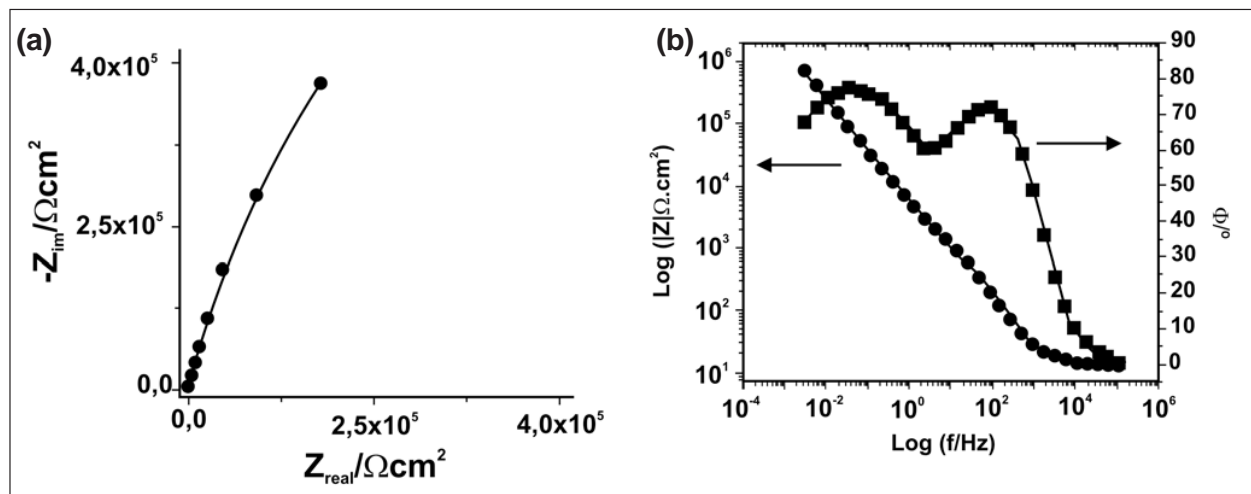 (a)
4,0x10⁵
2,5x10⁵
0,0
-Z_im/Ωcm²
0,0
2,5x10⁵
4,0x10⁵
Z_real/Ωcm²
(b)
10⁶
10⁵
10⁴
10³
10²
10¹
Log (|Z|Ω.cm²)
10⁻⁴
10⁻²
10⁰
10²
10⁴
10⁶
Log (f/Hz)
90
80
70
60
50
40
30
20
10
0
Φ/º